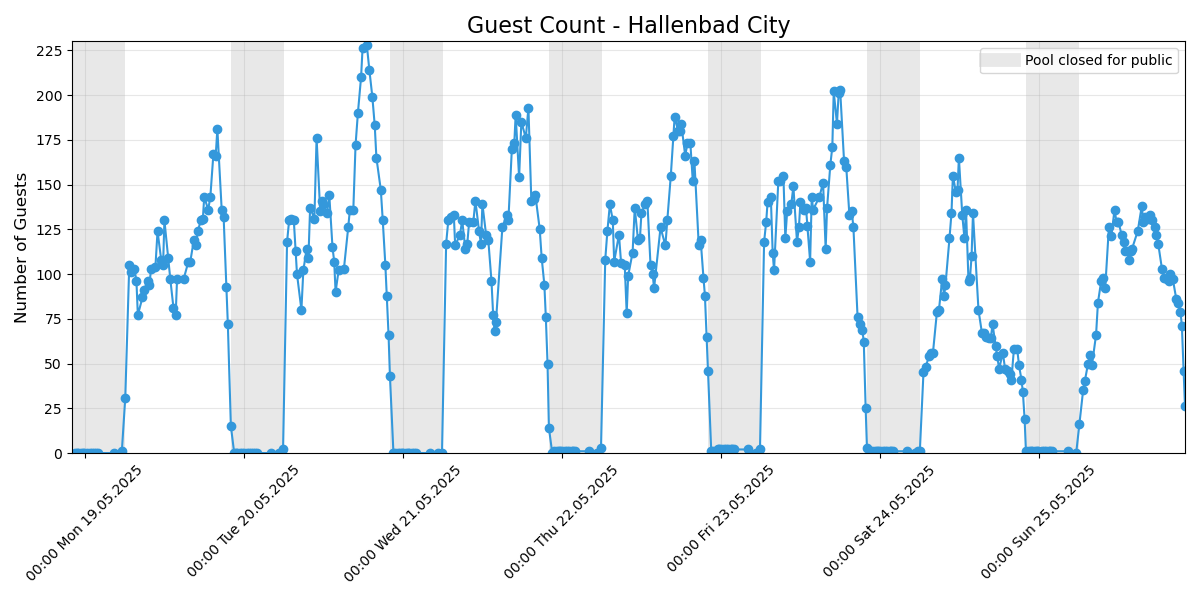 Guest Count - Hallenbad City
Pool closed for public
Number of Guests
225
200
175
150
125
100
75
50
25
0
00:00 Mon 19.05.2025
00:00 Tue 20.05.2025
00:00 Wed 21.05.2025
00:00 Thu 22.05.2025
00:00 Fri 23.05.2025
00:00 Sat 24.05.2025
00:00 Sun 25.05.2025